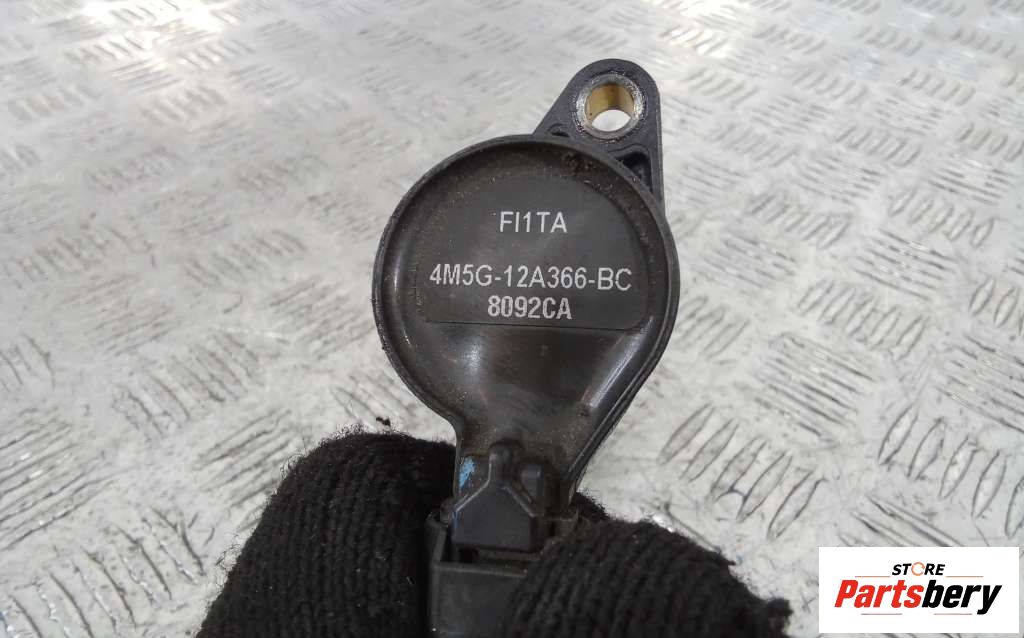 FI1TA
4M5G-12A366-BC
8092CA
STORE
Partsbery